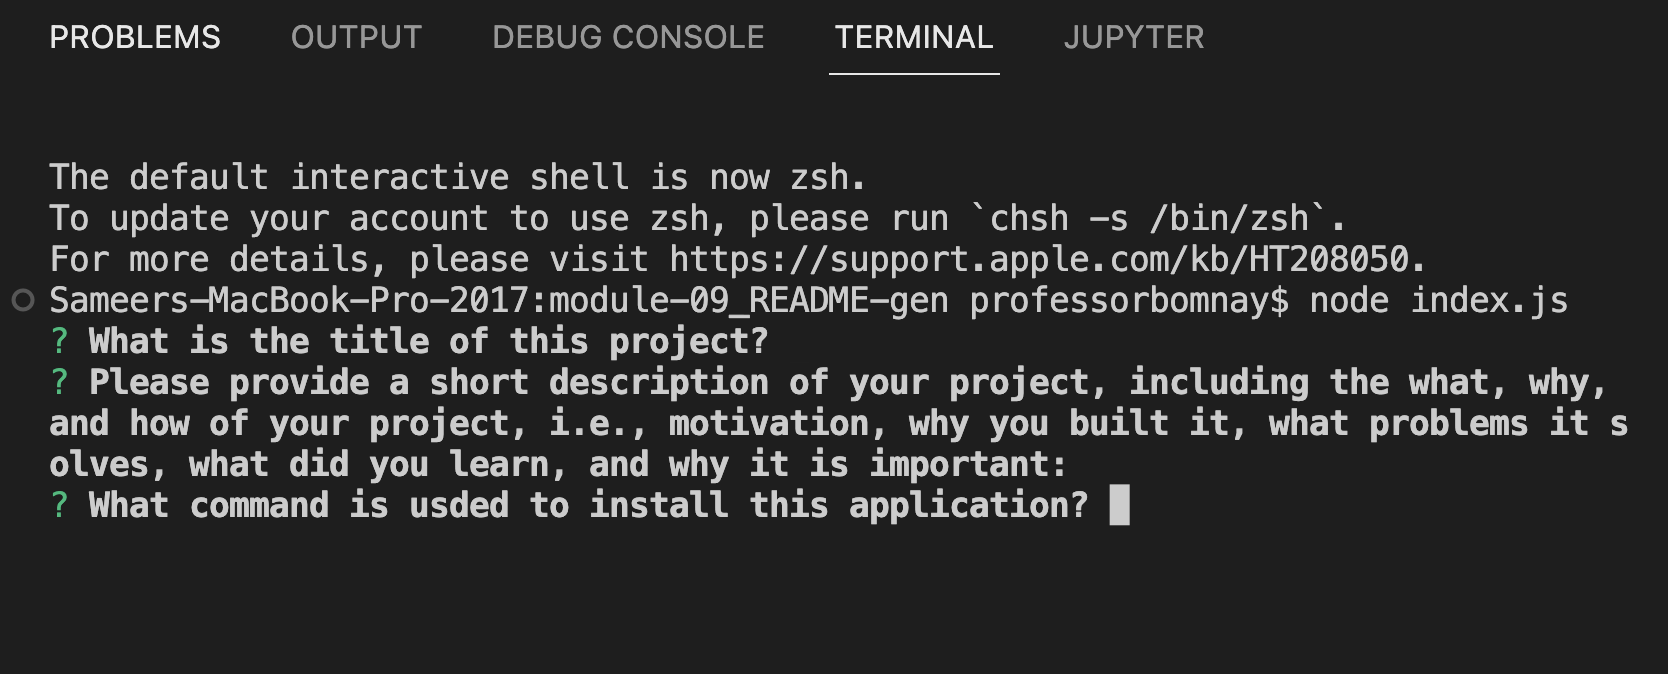 PROBLEMS OUTPUT DEBUG CONSOLE TERMINAL JUPYTER
The default interactive shell is now zsh.
To update your account to use zsh, please run `chsh -s /bin/zsh`.
For more details, please visit https://support.apple.com/kb/HT208050.
Sameers-MacBook-Pro-2017:module-09_README-gen professorbomnay$ node index.js
? What is the title of this project?
? Please provide a short description of your project, including the what, why,
and how of your project, i.e., motivation, why you built it, what problems it s
olves, what did you learn, and why it is important:
? What command is usded to install this application?